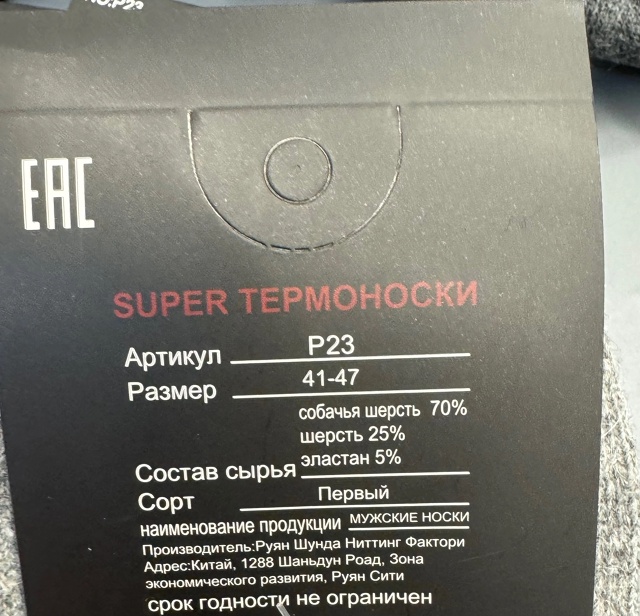 EAC
SUPER ТЕРМОНОСКИ
Артикул P23
Размер 41-47
собачья шерсть 70%
шерсть 25%
Состав сырья эластан 5%
Сорт Первый
наименование продукции МУЖСКИЕ НОСКИ
Производитель:Руян Шунда Ниттинг Фактори
Адрес:Китай, 1288 Шаньдун Роад, Зона
экономического развития, Руян Сити
срок годности не ограничен